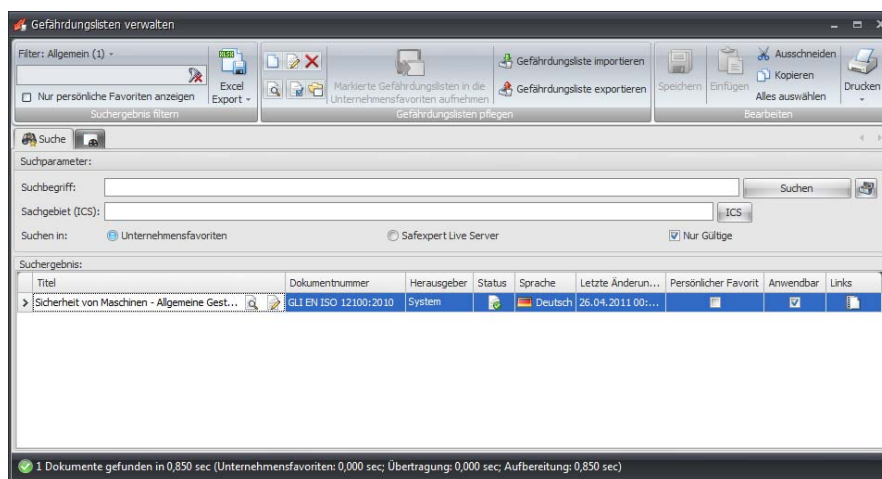 Gefährdungslisten verwalten
Filter: Allgemein (1)
Nur persönliche Favoriten anzeigen
Excel
Export
Suchergebnis filtern
Markierte Gefährdungslisten in die
Unternehmensfavoriten aufnehmen
Gefährdungsliste importieren
Gefährdungsliste exportieren
Gefährdungslisten pflegen
Speichern
Einfügen
Ausschneiden
Kopieren
Alles auswählen
Drucken
Bearbeiten
Suche
Suchparameter:
Suchbegriff:
Suchen
Sachgebiet (ICS):
ICS
Suchen in:
Unternehmensfavoriten
Safexpert Live Server
Nur Gültige
Suchergebnis:
Titel Dokumentnummer Herausgeber Status Sprache Letzte Änderun... Persönlicher Favorit Anwendbar Links
Sicherheit von Maschinen - Allgemeine Gest... GLI EN ISO 12100:2010 System Deutsch 26.04.2011 00:...
1 Dokumente gefunden in 0,850 sec (Unternehmensfavoriten: 0,000 sec; Übertragung: 0,000 sec; Aufbereitung: 0,850 sec)